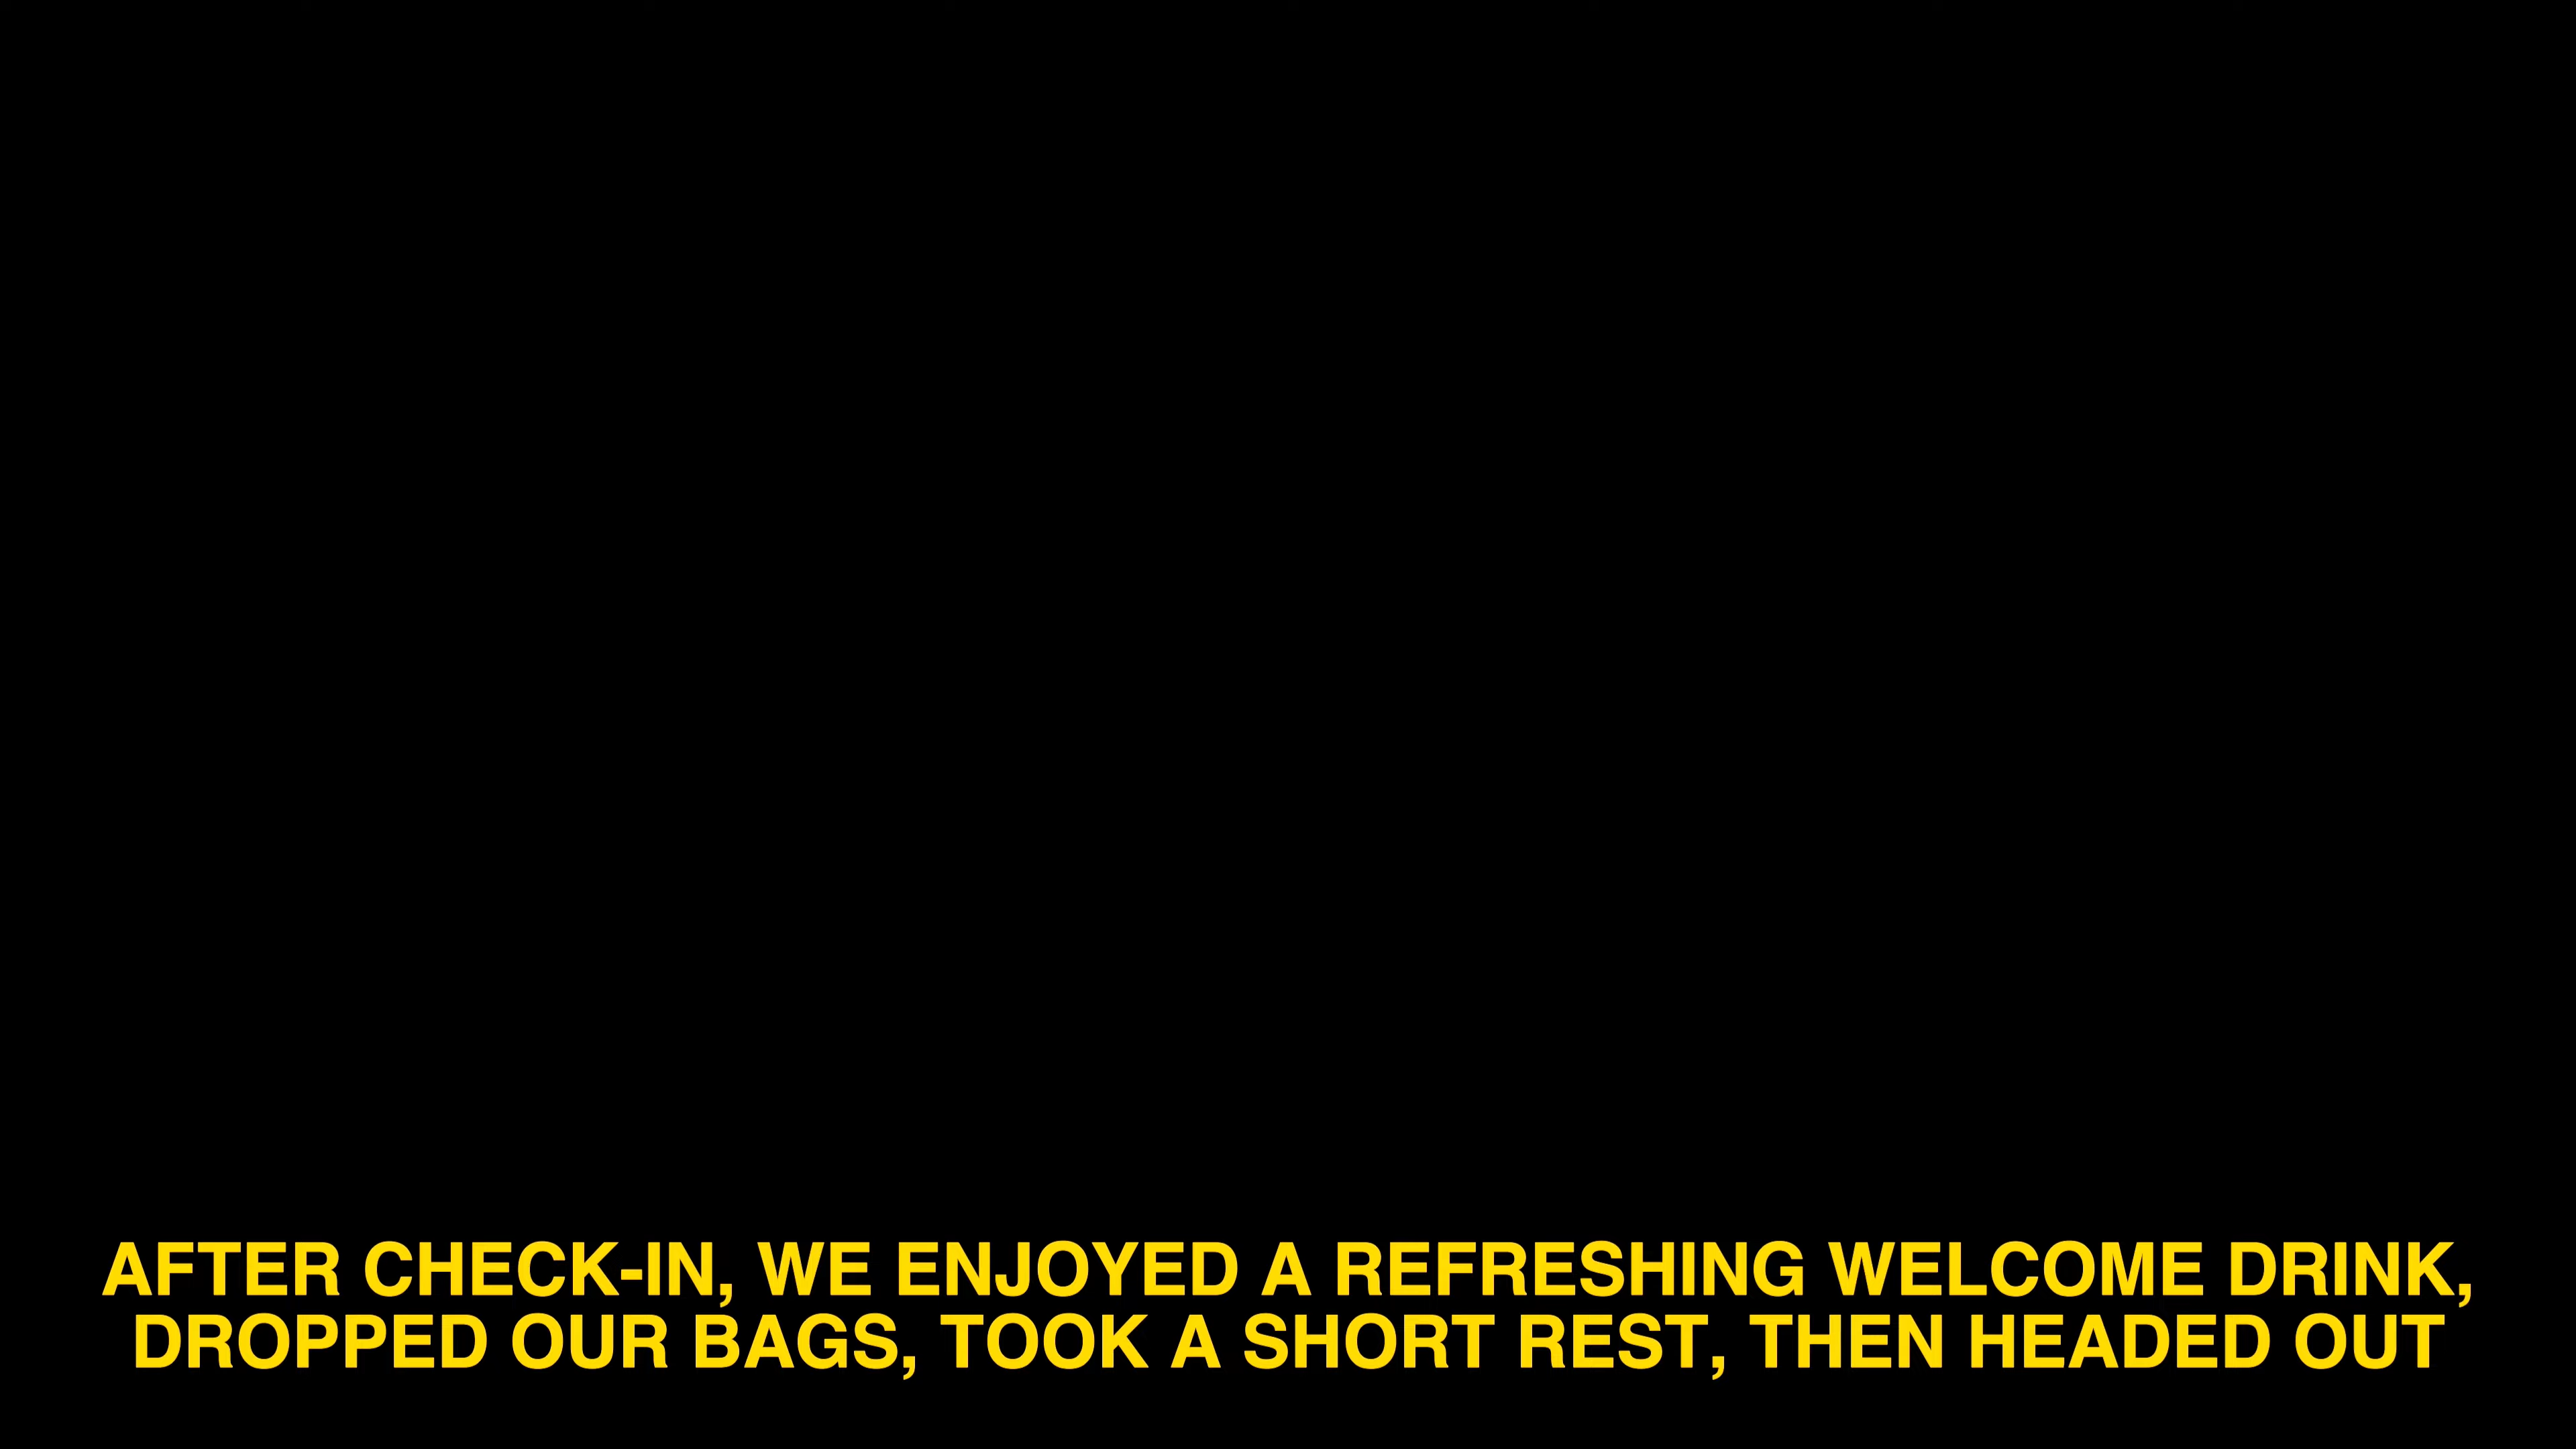 AFTER CHECK-IN, WE ENJOYED A REFRESHING WELCOME DRINK,
DROPPED OUR BAGS, TOOK A SHORT REST, THEN HEADED OUT